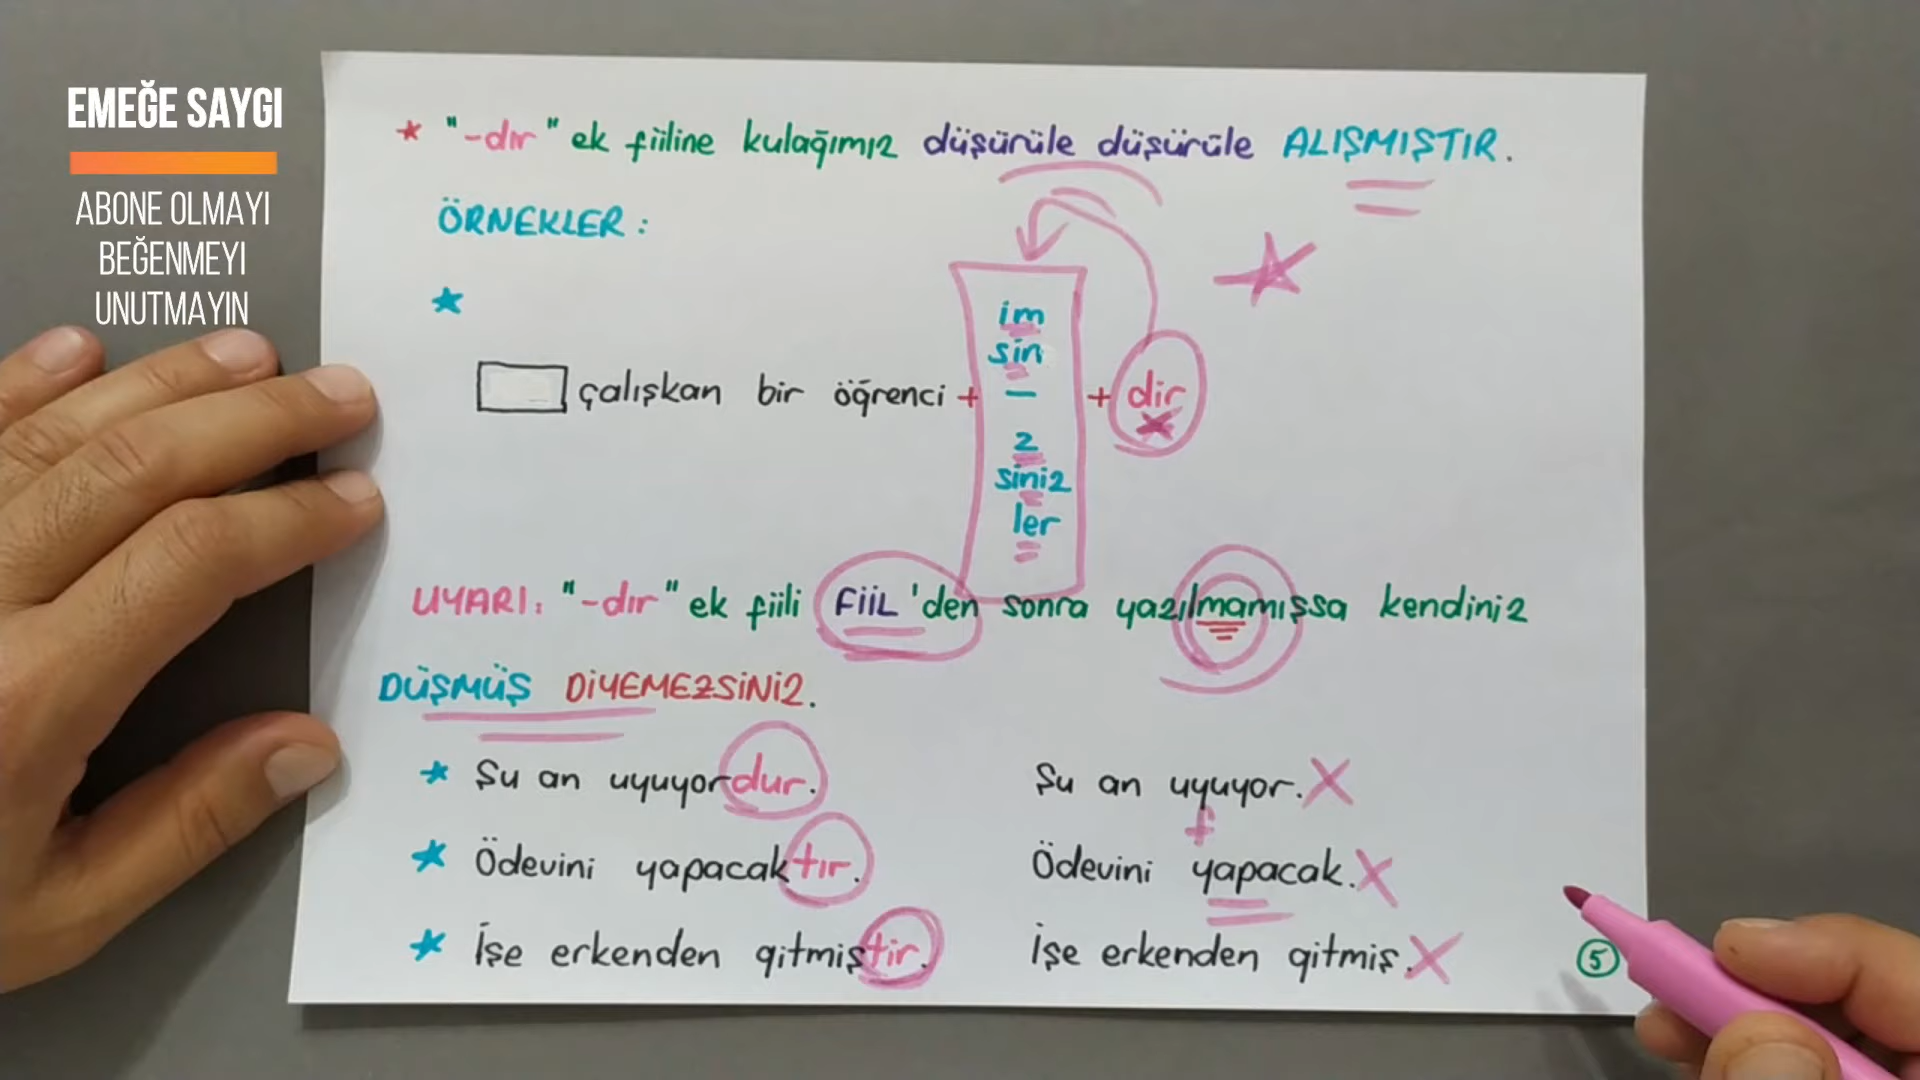 EMEĞE SAYGI
ABONE OLMAYI
BEĞENMEYİ
UNUTMAYIN
"-dır" ek fiiline kulağımız düşürüle düşürüle ALIŞMIŞTIR.
ÖRNEKLER:
im
sin
çalışkan bir öğrenci + — + dir
z
siniz
ler
UYARI: "-dır" ek fiili FİİL'den sonra yazılmamışsa kendiniz
DÜŞMÜŞ DİYEMEZSİNİZ.
Şu an uyuyordur. Şu an uyuyor. X
Ödevini yapacaktır. Ödevini yapacak. X
İşe erkenden gitmiştir. İşe erkenden gitmiş. X
5